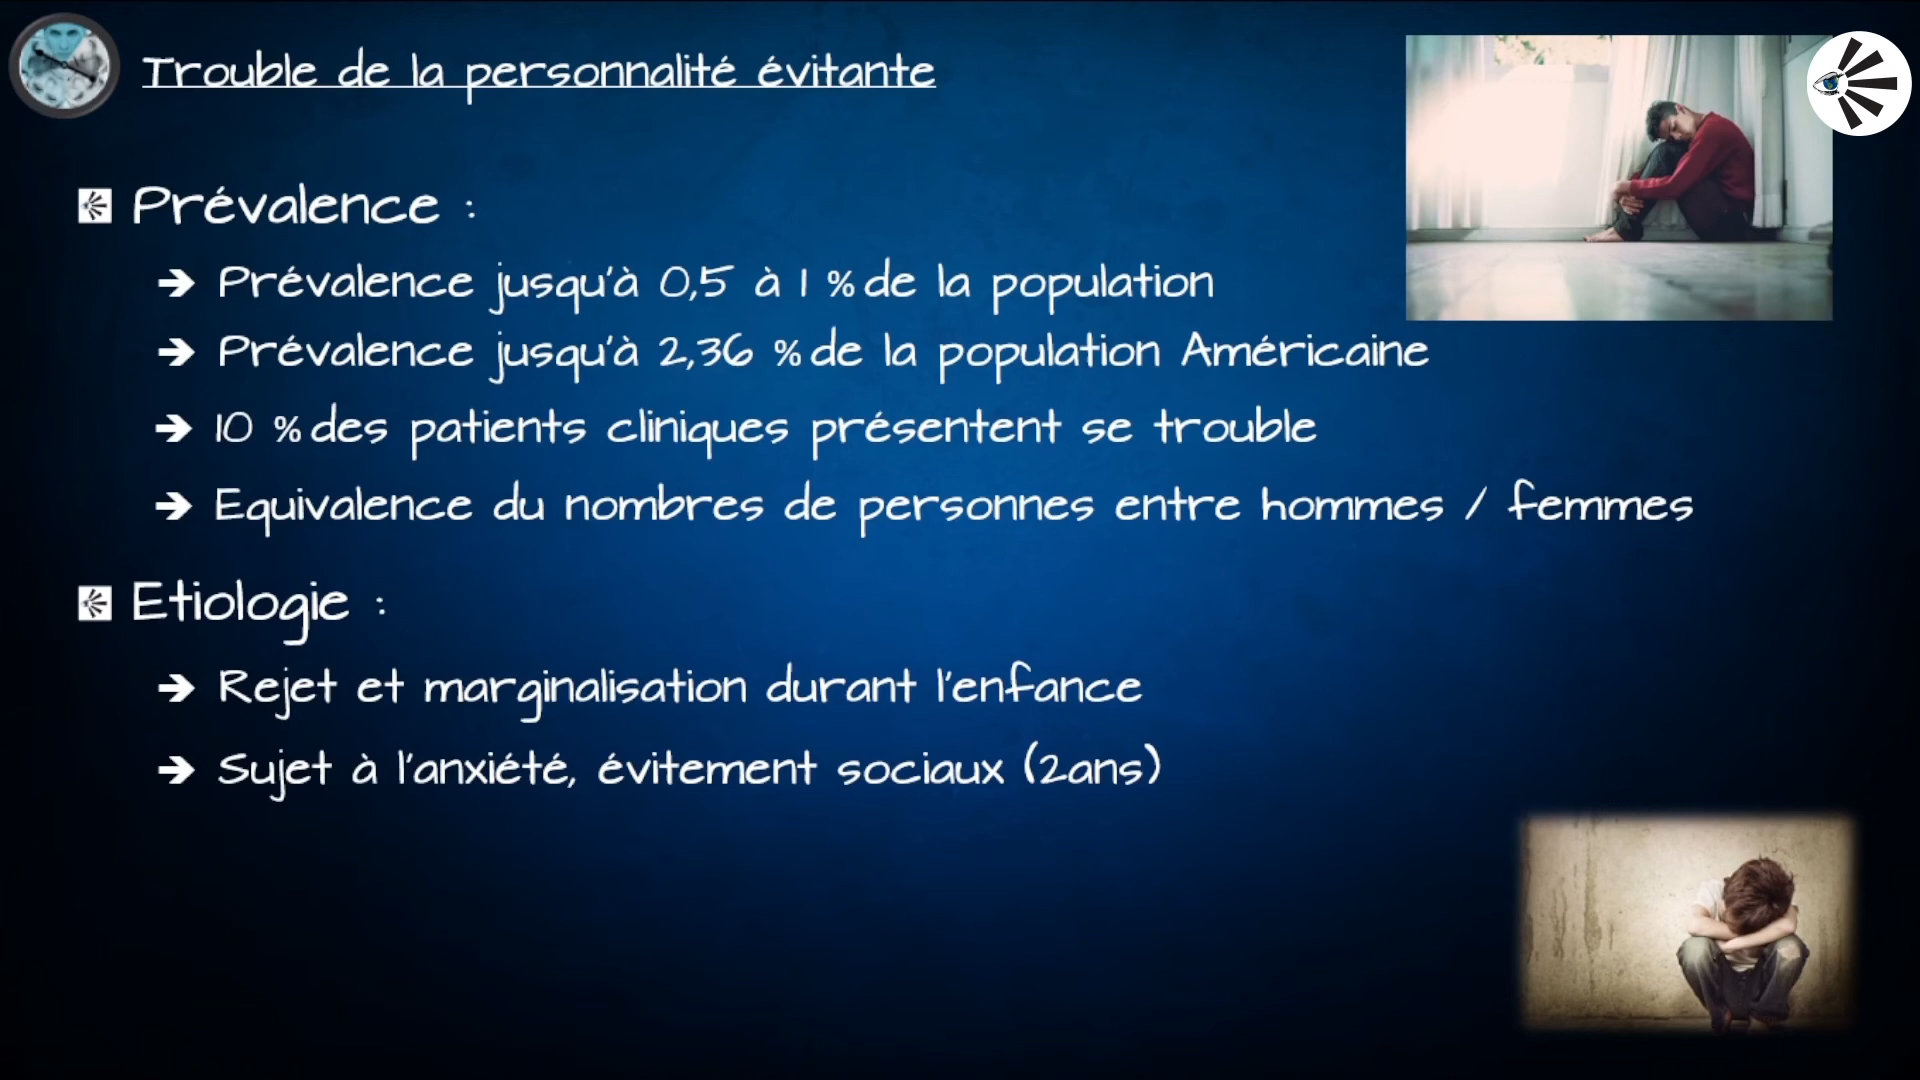 Trouble de la personnalité évitante
Prévalence :
➔ Prévalence jusqu'à 0,5 à 1 % de la population
➔ Prévalence jusqu'à 2,36 % de la population Américaine
➔ 10 % des patients cliniques présentent se trouble
➔ Equivalence du nombres de personnes entre hommes / femmes
Etiologie :
➔ Rejet et marginalisation durant l'enfance
➔ Sujet à l'anxiété, évitement sociaux (2ans)